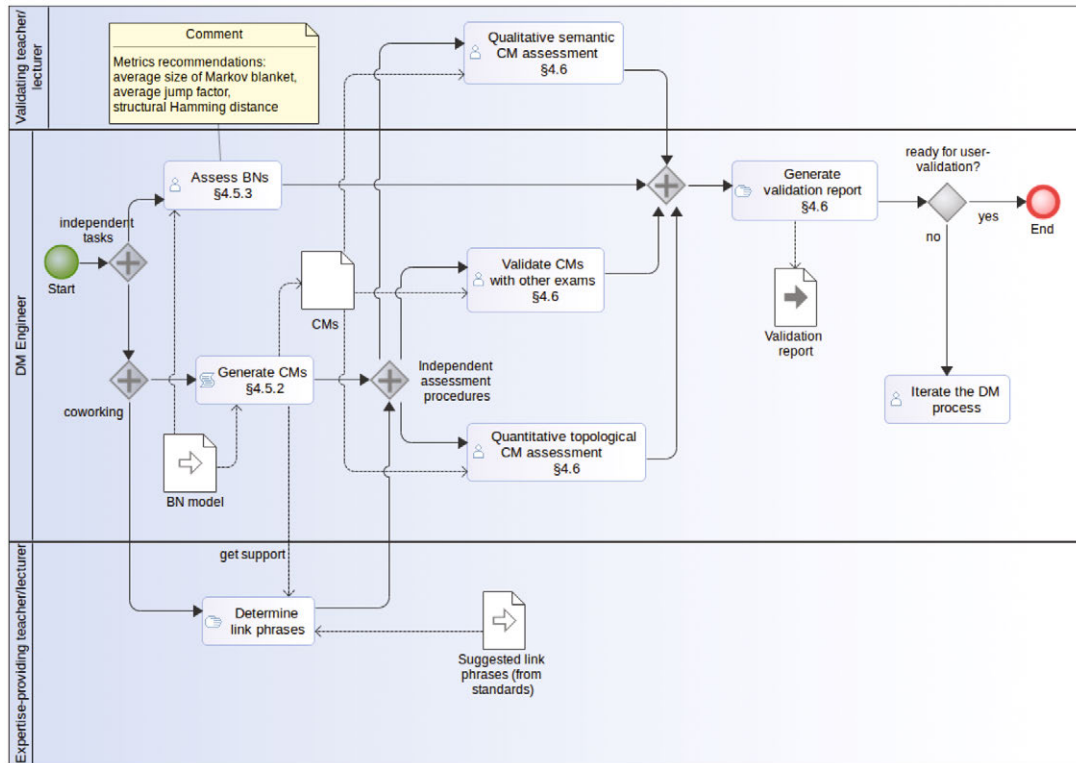 Validating teacher/
lecturer
Comment
Metrics recommendations:
average size of Markov blanket,
average jump factor,
structural Hamming distance
Qualitative semantic
CM assessment
§4.6
DM Engineer
Assess BNs
§4.5.3
independent
tasks
Start
Generate
validation report
§4.6
ready for user-
validation?
yes
no
End
CMs
Validate CMs
with other exams
§4.6
Validation
report
Generate CMs
§4.5.2
Independent
assessment
procedures
coworking
Iterate the DM
process
BN model
Quantitative topological
CM assessment
§4.6
Expertise-providing teacher/lecturer
get support
Determine
link phrases
Suggested link
phrases (from
standards)